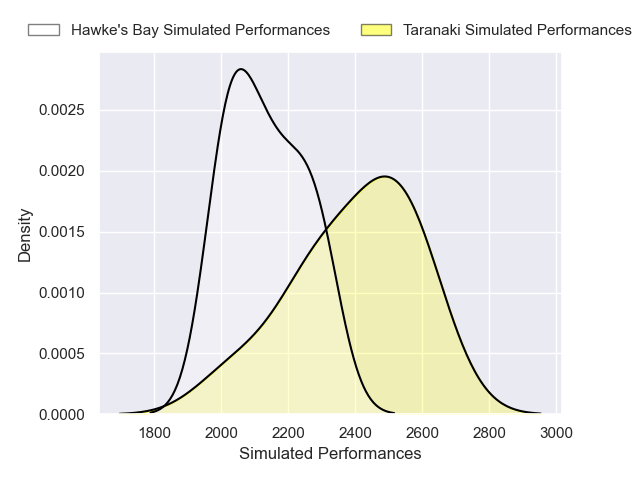 Hawke's Bay Simulated Performances Taranaki Simulated Performances
0.0025
0.0020
0.0015
0.0010
0.0005
0.0000
Density
1800 2000 2200 2400 2600 2800 3000
Simulated Performances